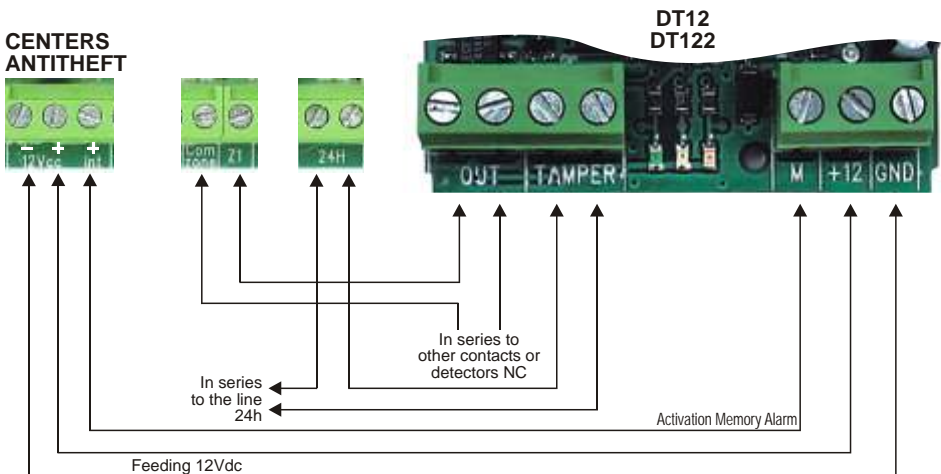 DT12
DT122
CENTERS
ANTITHEFT
- + +
12Vcc int
Com
zone Z1
24H
OUT TAMPER
M +12 GND
In series to
other contacts or
detectors NC
In series
to the line
24h
Activation Memory Alarm
Feeding 12Vdc